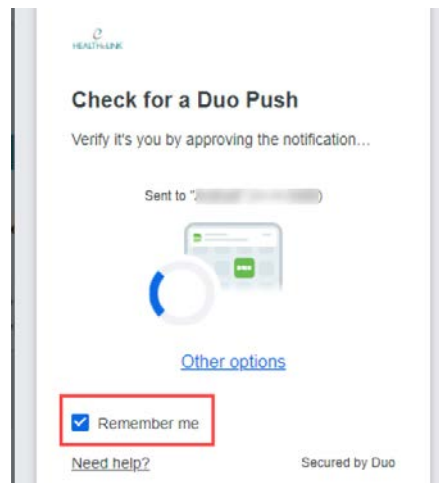 HEALTHeLINK
Check for a Duo Push
Verify it's you by approving the notification...
Sent to "
Other options
Remember me
Need help?
Secured by Duo